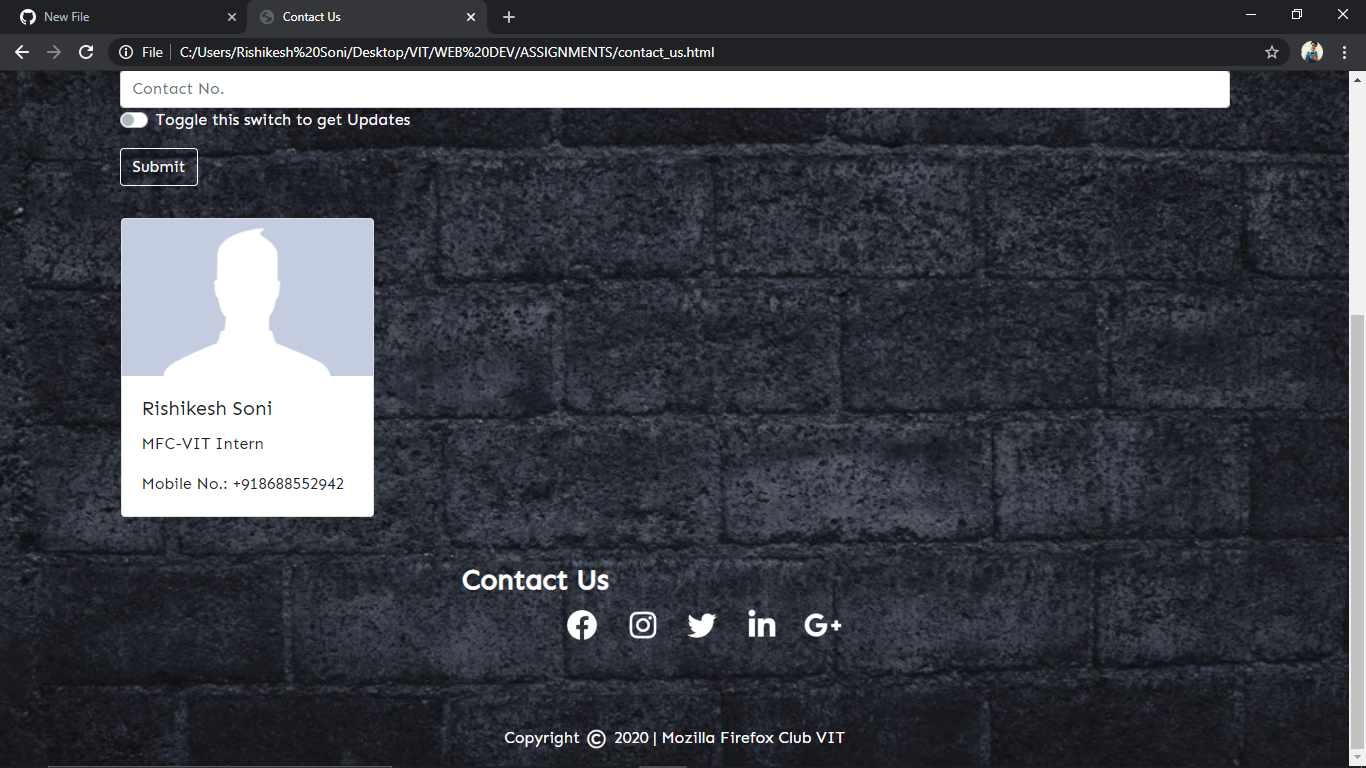 New File
Contact Us
File
C:/Users/Rishikesh%20Soni/Desktop/VIT/WEB%20DEV/ASSIGNMENTS/contact_us.html
Contact No.
Toggle this switch to get Updates
Submit
Rishikesh Soni
MFC-VIT Intern
Mobile No.: +918688552942
Contact Us
Copyright © 2020 | Mozilla Firefox Club VIT